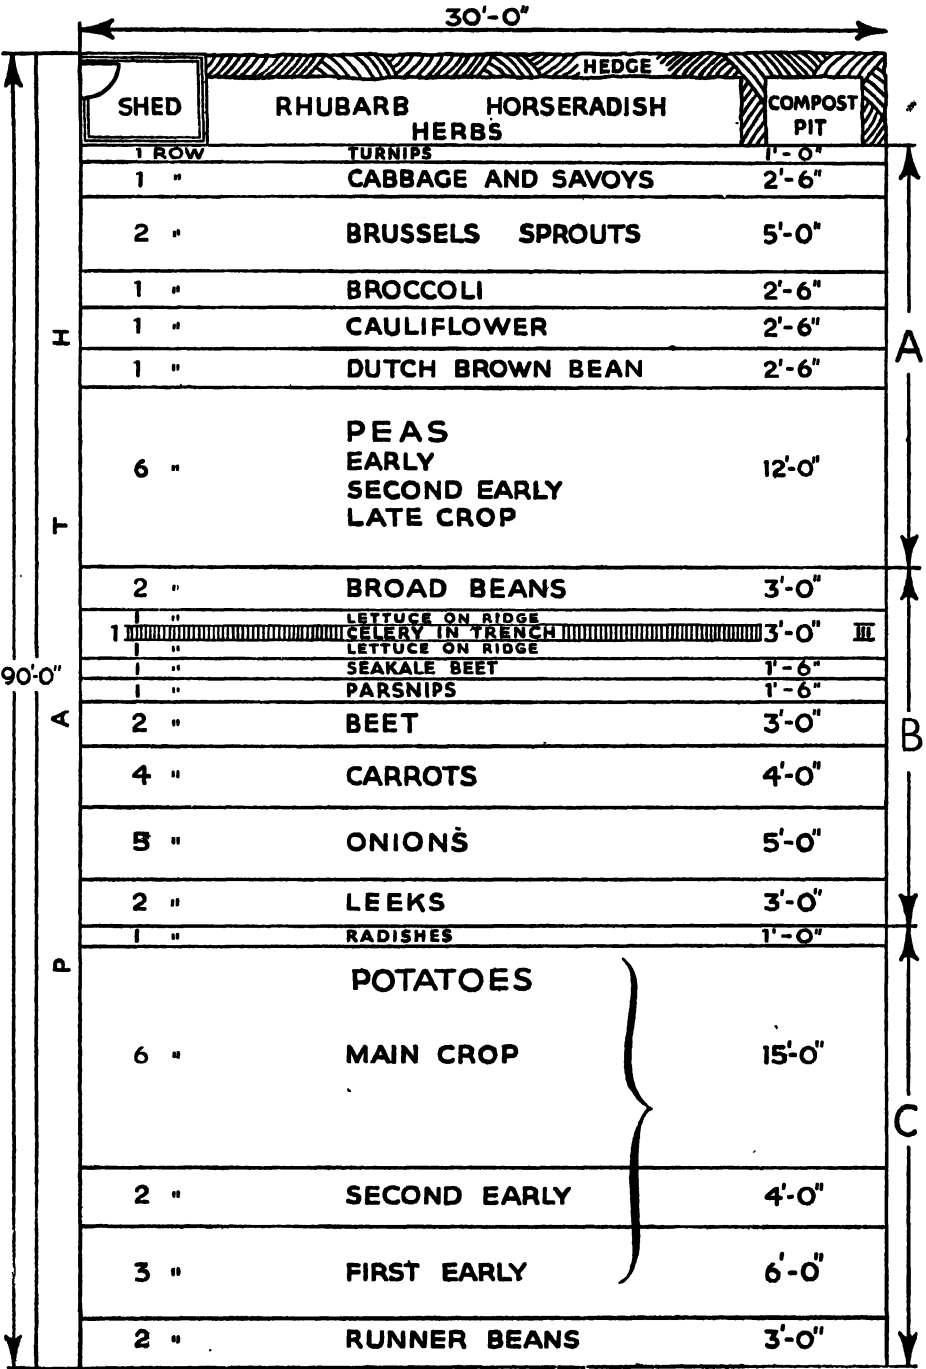 30'-0"
HEDGE
SHED RHUBARB HORSERADISH COMPOST
HERBS PIT
1 ROW TURNIPS 1'-0"
1 " CABBAGE AND SAVOYS 2'-6"
2 " BRUSSELS SPROUTS 5'-0"
1 " BROCCOLI 2'-6"
1 " CAULIFLOWER 2'-6"
A
1 " DUTCH BROWN BEAN 2'-6"
PEAS
EARLY
6 " 12'-0"
SECOND EARLY
LATE CROP
2 " BROAD BEANS 3'-0"
1 " LETTUCE ON RIDGE
1 CELERY IN TRENCH 3'-0"
1 " LETTUCE ON RIDGE
1 " SEAKALE BEET 1'-6"
90'-0"
1 " PARSNIPS 1'-6"
2 " BEET 3'-0"
B
4 " CARROTS 4'-0"
5 " ONIONS 5'-0"
2 " LEEKS 3'-0"
1 " RADISHES 1'-0"
PATH
POTATOES
6 " MAIN CROP 15'-0"
C
2 " SECOND EARLY 4'-0"
3 " FIRST EARLY 6'-0"
2 " RUNNER BEANS 3'-0"